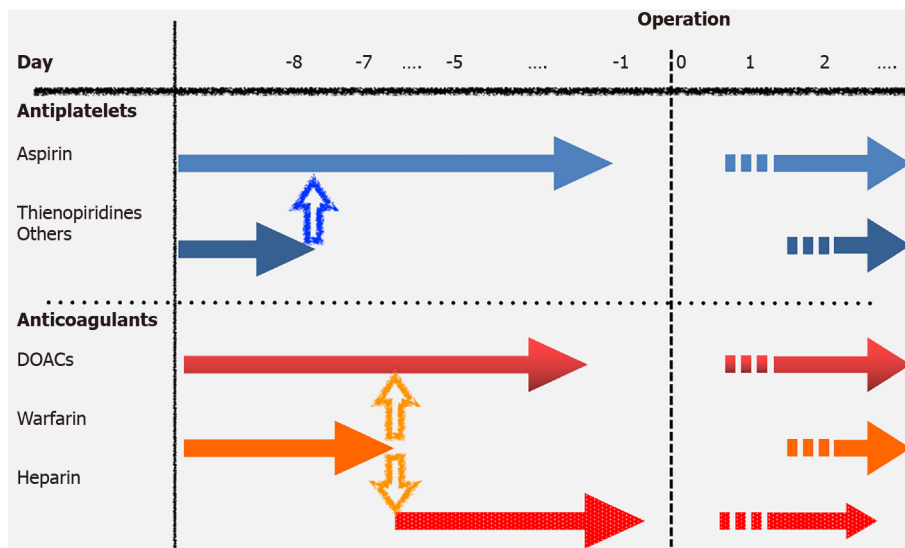 Operation
Day -8 -7 .... -5 .... -1 0 1 2 ....
Antiplatelets
Aspirin
Thienopiridines
Others
Anticoagulants
DOACs
Warfarin
Heparin